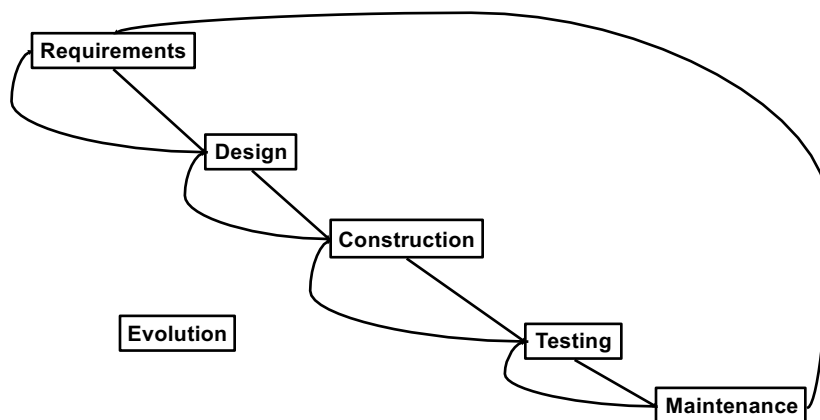 Requirements
Design
Construction
Evolution
Testing
Maintenance